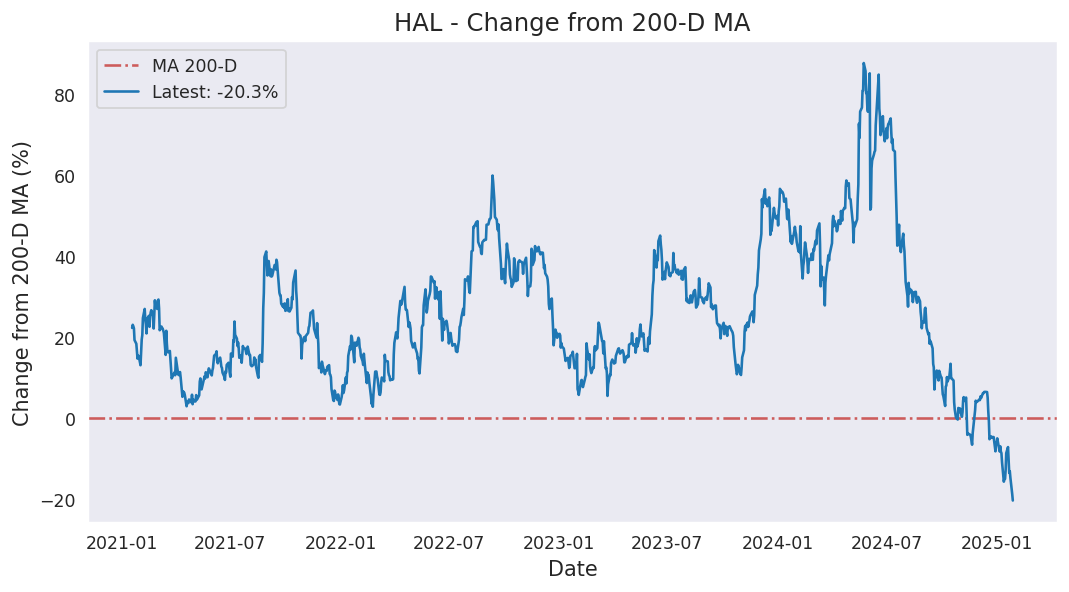 HAL - Change from 200-D MA
MA 200-D
Latest: -20.3%
Change from 200-D MA (%)
80
60
40
20
0
−20
2021-01 2021-07 2022-01 2022-07 2023-01 2023-07 2024-01 2024-07 2025-01
Date